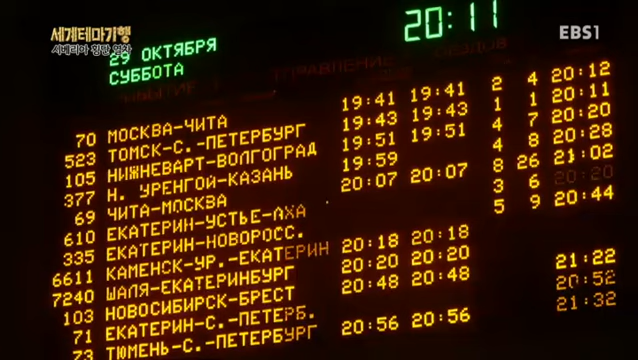 세계테마기행
시베리아 횡단 열차
EBS1
20:11
29 ОКТЯБРЯ
СУББОТА
70 МОСКВА-ЧИТА 19:41 19:41 2 4 20:12
523 ТОМСК-С.-ПЕТЕРБУРГ 19:43 19:43 1 1 20:11
105 НИЖНЕВАРТ-ВОЛГОГРАД 19:51 19:51 4 7 20:20
377 Н. УРЕНГОЙ-КАЗАНЬ 19:59 4 8 20:28
69 ЧИТА-МОСКВА 20:07 20:07 8 26 21:02
610 ЕКАТЕРИН-УСТЬЕ-АХА 3 6 20:20
335 ЕКАТЕРИН-НОВОРОСС. 5 9 20:44
6611 КАМЕНСК-УР.-ЕКАТЕРИН 20:18 20:18
7240 ШАЛЯ-ЕКАТЕРИНБУРГ 20:20 20:20
103 НОВОСИБИРСК-БРЕСТ 20:48 20:48 21:22
71 ЕКАТЕРИН-С.-ПЕТЕРБ. 20:52
73 ТЮМЕНЬ-С.-ПЕТЕРБУРГ 20:56 20:56 21:32